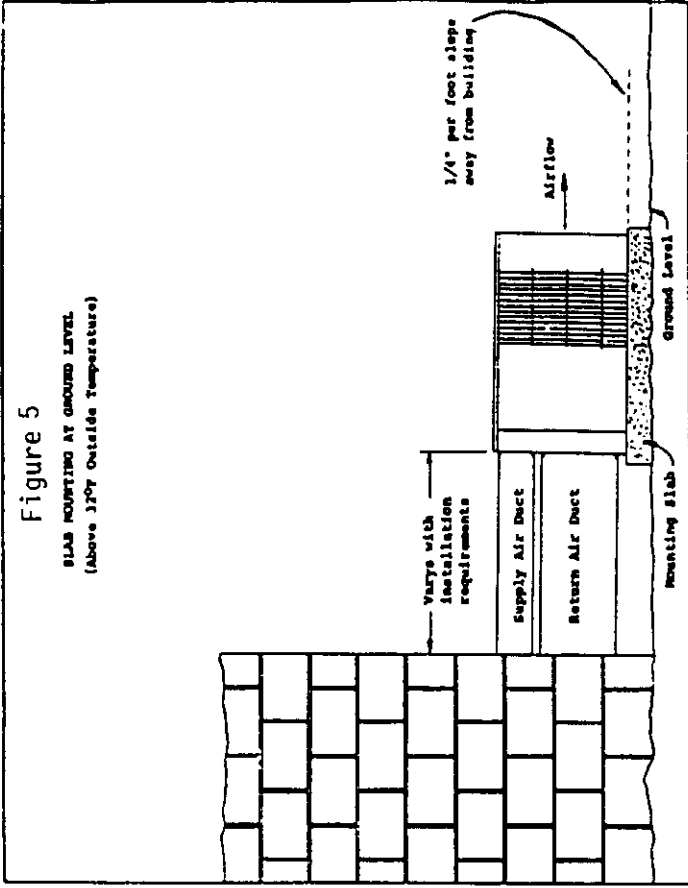 Figure 5
SLAB MOUNTING AT GROUND LEVEL
(Above 32°F Outside Temperature)
1/4" per foot slope
away from building
Airflow
Varys with
installation
requirements
Supply Air Duct
Return Air Duct
Mounting Slab
Ground Level